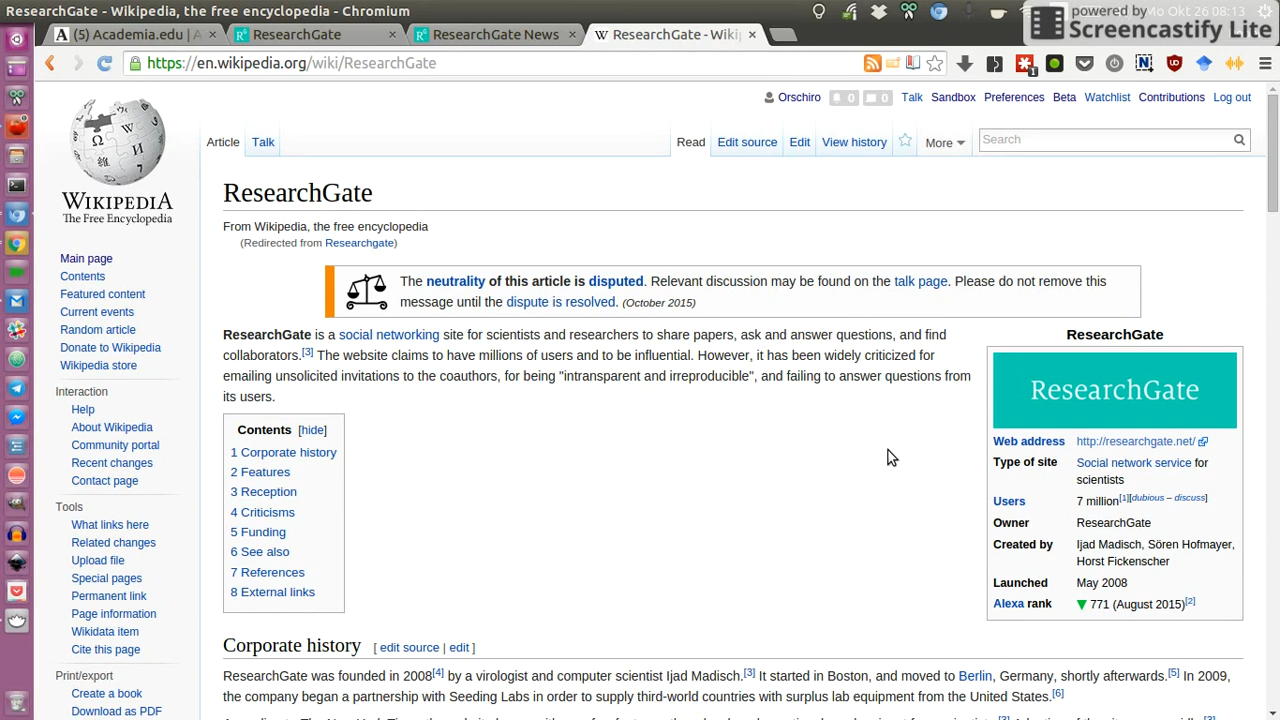 ResearchGate - Wikipedia, the free encyclopedia - Chromium
Mo Okt 26 08:13
powered by
Screencastify Lite
(5) Academia.edu |
ResearchGate
ResearchGate News
ResearchGate - Wiki
https://en.wikipedia.org/wiki/ResearchGate
Orschiro 0 0 Talk Sandbox Preferences Beta Watchlist Contributions Log out
Article Talk Read Edit source Edit View history More Search
WIKIPEDIA
The Free Encyclopedia
Main page
Contents
Featured content
Current events
Random article
Donate to Wikipedia
Wikipedia store
Interaction
Help
About Wikipedia
Community portal
Recent changes
Contact page
Tools
What links here
Related changes
Upload file
Special pages
Permanent link
Page information
Wikidata item
Cite this page
Print/export
Create a book
Download as PDF
ResearchGate
From Wikipedia, the free encyclopedia
(Redirected from Researchgate)
The neutrality of this article is disputed. Relevant discussion may be found on the talk page. Please do not remove this
message until the dispute is resolved. (October 2015)
ResearchGate is a social networking site for scientists and researchers to share papers, ask and answer questions, and find
collaborators.[3] The website claims to have millions of users and to be influential. However, it has been widely criticized for
emailing unsolicited invitations to the coauthors, for being "intransparent and irreproducible", and failing to answer questions from
its users.
Contents [hide]
1 Corporate history
2 Features
3 Reception
4 Criticisms
5 Funding
6 See also
7 References
8 External links
ResearchGate
ResearchGate
Web address http://researchgate.net/
Type of site Social network service for
scientists
Users 7 million[1][dubious – discuss]
Owner ResearchGate
Created by Ijad Madisch, Sören Hofmayer,
Horst Fickenscher
Launched May 2008
Alexa rank ▼ 771 (August 2015)[2]
Corporate history [ edit source | edit ]
ResearchGate was founded in 2008[4] by a virologist and computer scientist Ijad Madisch.[3] It started in Boston, and moved to Berlin, Germany, shortly afterwards.[5] In 2009,
the company began a partnership with Seeding Labs in order to supply third-world countries with surplus lab equipment from the United States.[6]